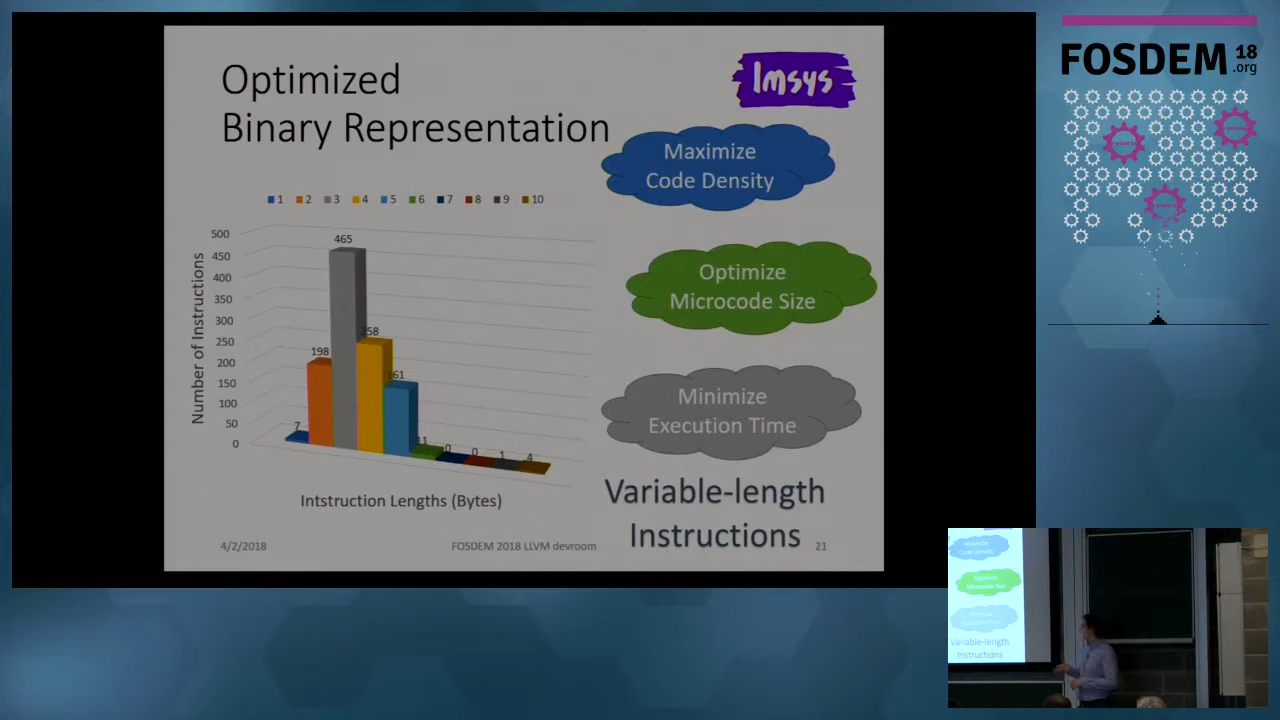 Optimized
Binary Representation
Imsys
Maximize
Code Density
Optimize
Microcode Size
Minimize
Execution Time
Variable-length
Instructions
1 2 3 4 5 6 7 8 9 10
Number of Instructions
500
450
400
350
300
250
200
150
100
50
0
7
198
465
258
161
11
0
0
1
4
Intstruction Lengths (Bytes)
4/2/2018
FOSDEM 2018 LLVM devroom
21
FOSDEM 18
.org
Variable-length
Instructions